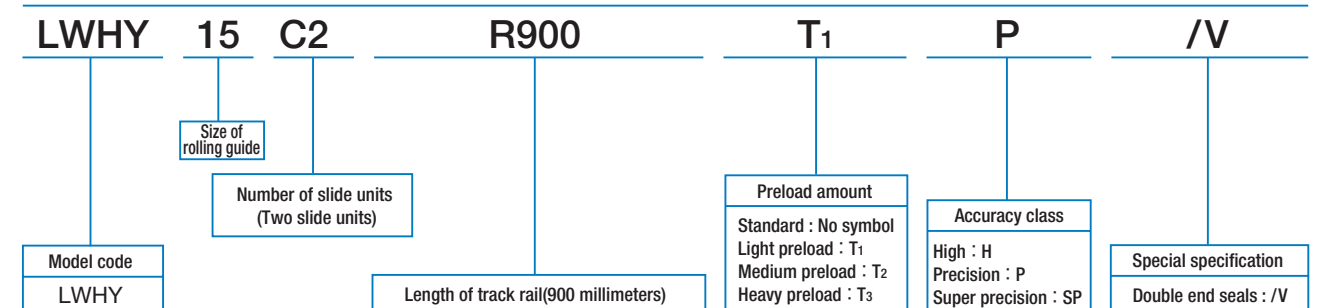 LWHY 15 C2 R900 T₁ P /V
Size of
rolling guide
Number of slide units
(Two slide units)
Model code
LWHY
Length of track rail(900 millimeters)
Preload amount
Standard : No symbol
Light preload：T₁
Medium preload：T₂
Heavy preload：T₃
Accuracy class
High：H
Precision：P
Super precision：SP
Special specification
Double end seals : /V